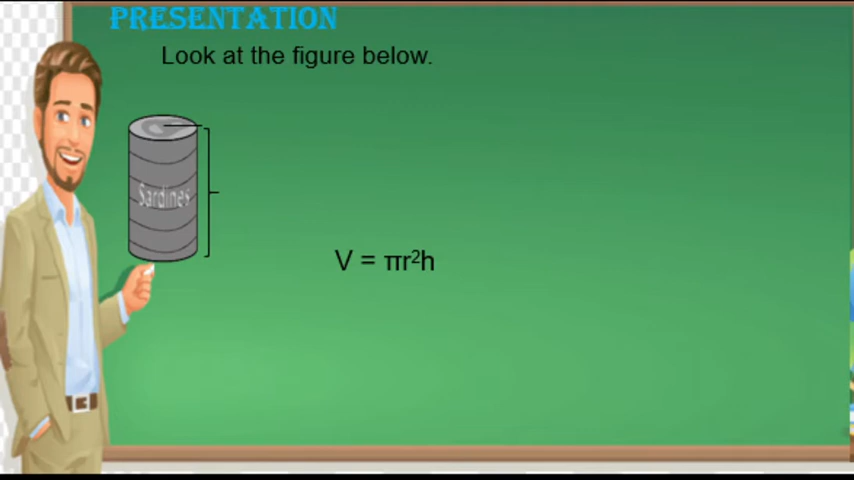 PRESENTATION
Look at the figure below.
Sardines
V = πr²h